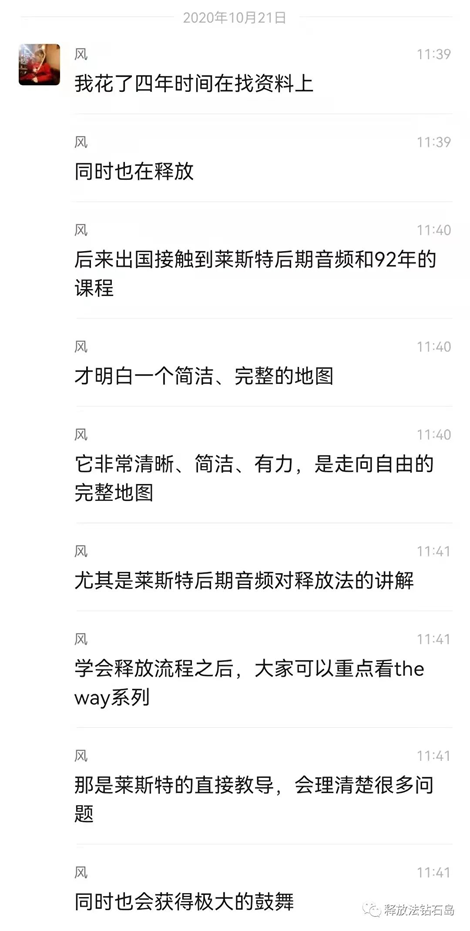 2020年10月21日
风 11:39
我花了四年时间在找资料上
风 11:39
同时也在释放
风 11:40
后来出国接触到莱斯特后期音频和92年的
课程
风 11:40
才明白一个简洁、完整的地图
风 11:40
它非常清晰、简洁、有力，是走向自由的
完整地图
风 11:41
尤其是莱斯特后期音频对释放法的讲解
风 11:41
学会释放流程之后，大家可以重点看the
way系列
风 11:41
那是莱斯特的直接教导，会理清楚很多问
题
风 11:41
同时也会获得极大的鼓舞
释放法钻石岛